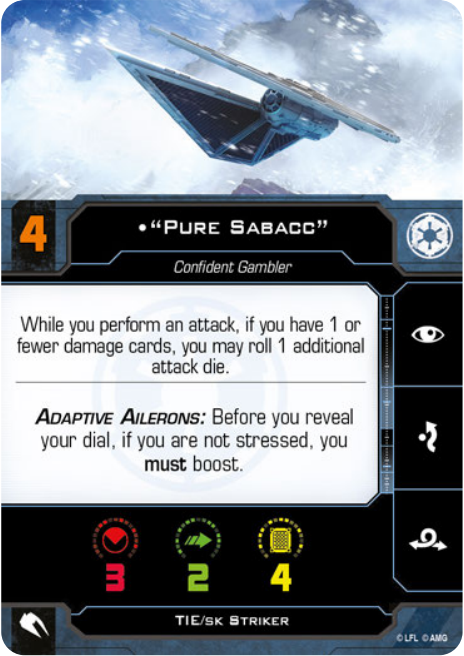 4
•“Pure Sabacc”
Confident Gambler
While you perform an attack, if you have 1 or
fewer damage cards, you may roll 1 additional
attack die.
Adaptive Ailerons: Before you reveal
your dial, if you are not stressed, you
must boost.
3 2 4
TIE/sk Striker
© LFL © AMG